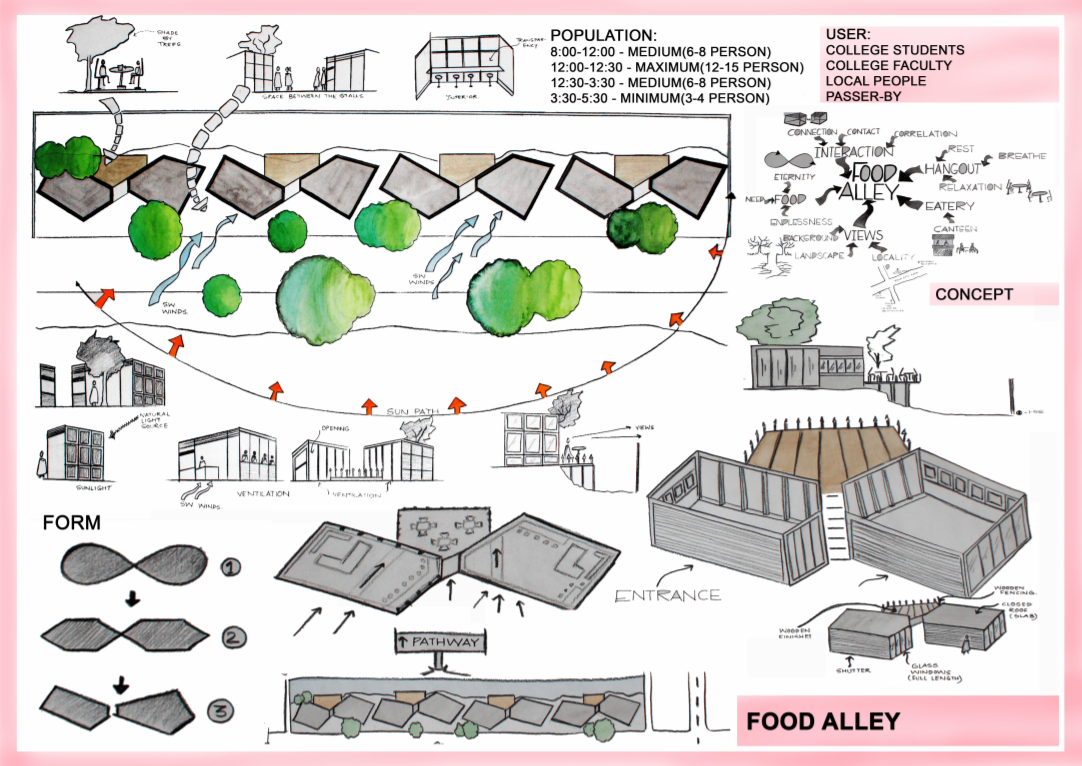 SHADE
BY
TREES
SPACE BETWEEN THE STALLS
TRANSPAR-
ENCY
INTERIOR
POPULATION:
8:00-12:00 - MEDIUM(6-8 PERSON)
12:00-12:30 - MAXIMUM(12-15 PERSON)
12:30-3:30 - MEDIUM(6-8 PERSON)
3:30-5:30 - MINIMUM(3-4 PERSON)
USER:
COLLEGE STUDENTS
COLLEGE FACULTY
LOCAL PEOPLE
PASSER-BY
CONNECTION
CONTACT
CORRELATION
INTERACTION
REST
BREATHE
HANGOUT
FOOD
ALLEY
ETERNITY
RELAXATION
NEED
FOOD
EATERY
ENDLESSNESS
CANTEEN
BACKGROUND
VIEWS
LANDSCAPE
LOCALITY
CONCEPT
SW
WINDS
SW
WINDS
SUN PATH
NATURAL
LIGHT
SOURCE
SUNLIGHT
OPENING
VENTILATION
VENTILATION
SW WINDS
VIEWS
FORM
1
2
3
ENTRANCE
PATHWAY
WOODEN
FENCING
CLOSED
ROOF
(SLAB)
WOODEN
FINISHES
SHUTTER
GLASS
WINDOWS
(FULL LENGTH)
FOOD ALLEY